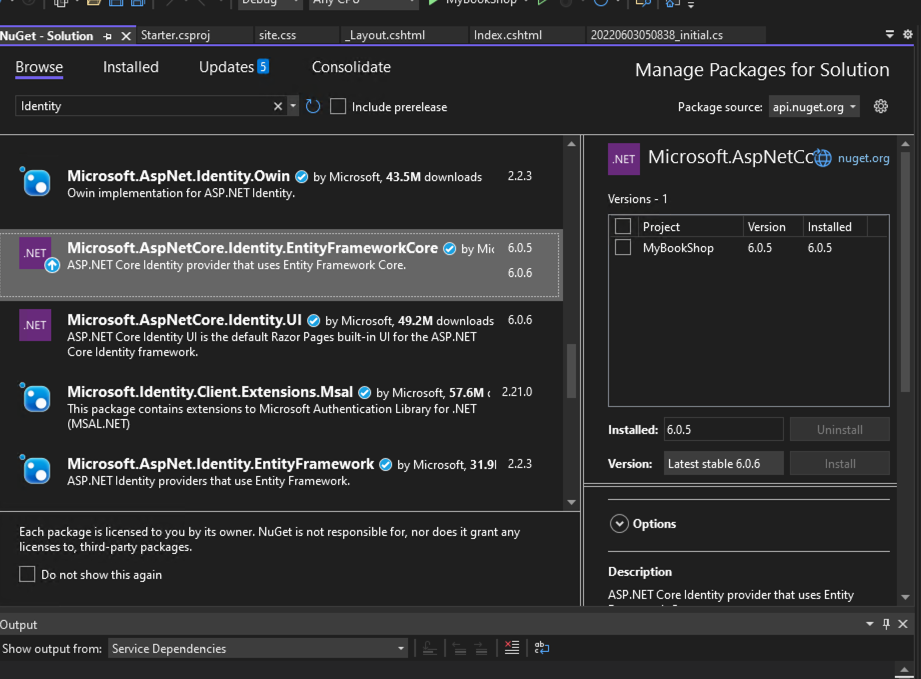 Debug
Any CPU
MyBookShop
NuGet - Solution
Starter.csproj
site.css
_Layout.cshtml
Index.cshtml
20220603050838_initial.cs
Browse
Installed
Updates 5
Consolidate
Manage Packages for Solution
Identity
Include prerelease
Package source: api.nuget.org
Microsoft.AspNet.Identity.Owin by Microsoft, 43.5M downloads 2.2.3
Owin implementation for ASP.NET Identity.
.NET Microsoft.AspNetCore.Identity.EntityFrameworkCore by Mic 6.0.5
ASP.NET Core Identity provider that uses Entity Framework Core.
6.0.6
.NET Microsoft.AspNetCore.Identity.UI by Microsoft, 49.2M downloads 6.0.6
ASP.NET Core Identity UI is the default Razor Pages built-in UI for the ASP.NET
Core Identity framework.
Microsoft.Identity.Client.Extensions.Msal by Microsoft, 57.6M 2.21.0
This package contains extensions to Microsoft Authentication Library for .NET
(MSAL.NET)
Microsoft.AspNet.Identity.EntityFramework by Microsoft, 31.9 2.2.3
ASP.NET Identity providers that use Entity Framework.
Each package is licensed to you by its owner. NuGet is not responsible for, nor does it grant any
licenses to, third-party packages.
Do not show this again
.NET Microsoft.AspNetCo nuget.org
Versions - 1
Project Version Installed
MyBookShop 6.0.5 6.0.5
Installed: 6.0.5 Uninstall
Version: Latest stable 6.0.6 Install
Options
Description
ASP.NET Core Identity provider that uses Entity
Output
Show output from: Service Dependencies